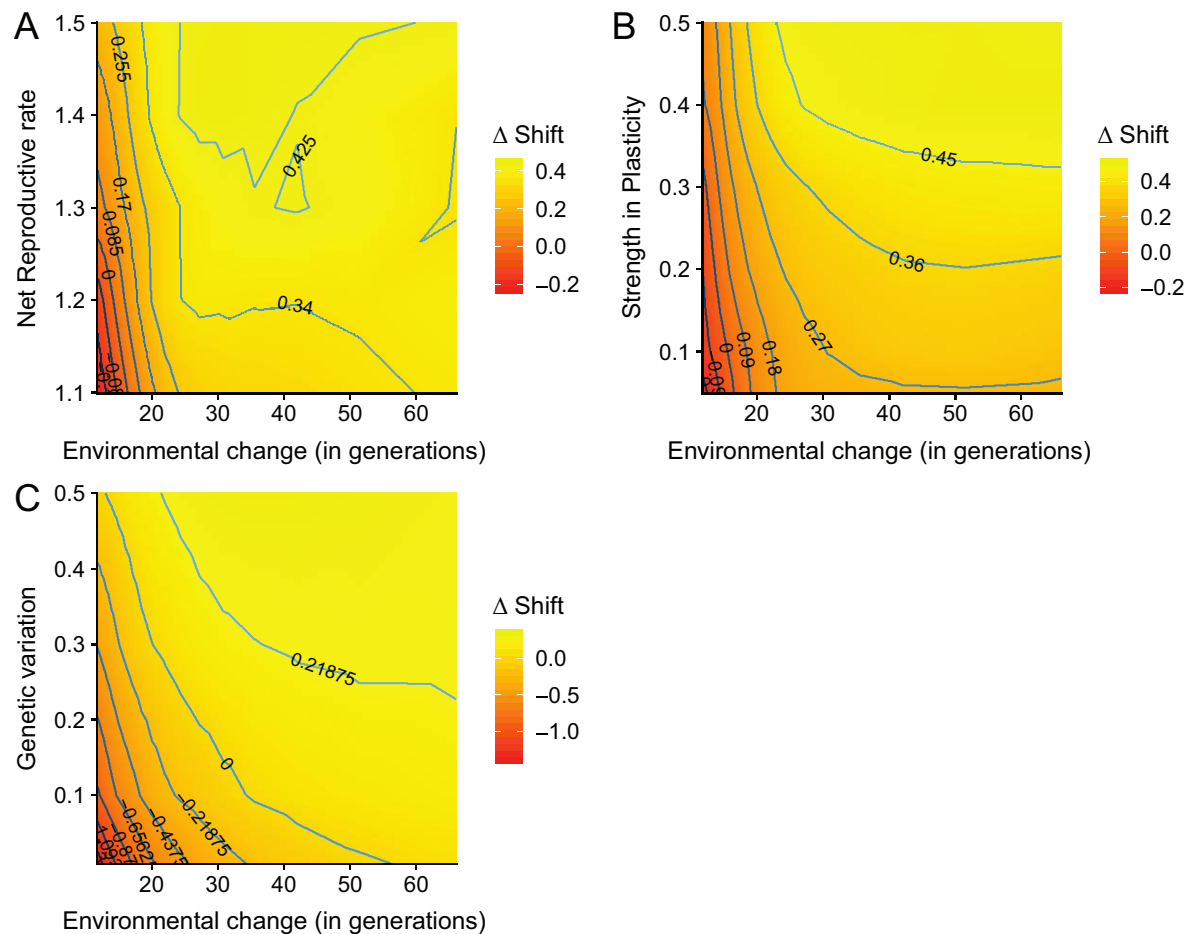 A
Net Reproductive rate
1.5
1.4
1.3
1.2
1.1
0.255
0.17
0.085
0
0.425
0.34
20 30 40 50 60
Environmental change (in generations)
Δ Shift
0.4
0.2
0.0
−0.2
B
Strength in Plasticity
0.5
0.4
0.3
0.2
0.1
0.45
0.36
0.27
0.18
0.09
0
20 30 40 50 60
Environmental change (in generations)
Δ Shift
0.4
0.2
0.0
−0.2
C
Genetic variation
0.5
0.4
0.3
0.2
0.1
0.21875
0
−0.21875
−0.4375
20 30 40 50 60
Environmental change (in generations)
Δ Shift
0.0
−0.5
−1.0